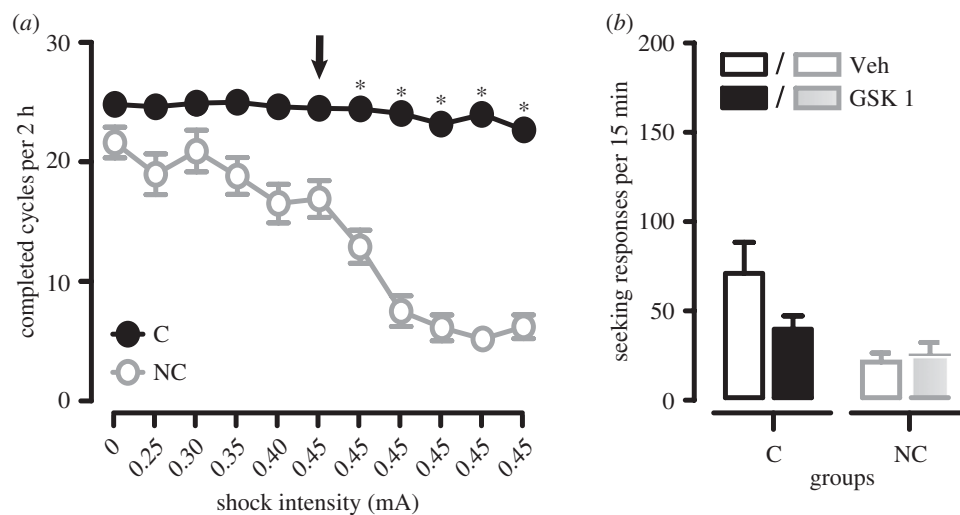 (a)
30
20
10
0
completed cycles per 2 h
* * * * *
C
NC
0 0.25 0.30 0.35 0.40 0.45 0.45 0.45 0.45 0.45 0.45
shock intensity (mA)
(b)
200
150
100
50
0
seeking responses per 15 min
/ Veh
/ GSK 1
C NC
groups